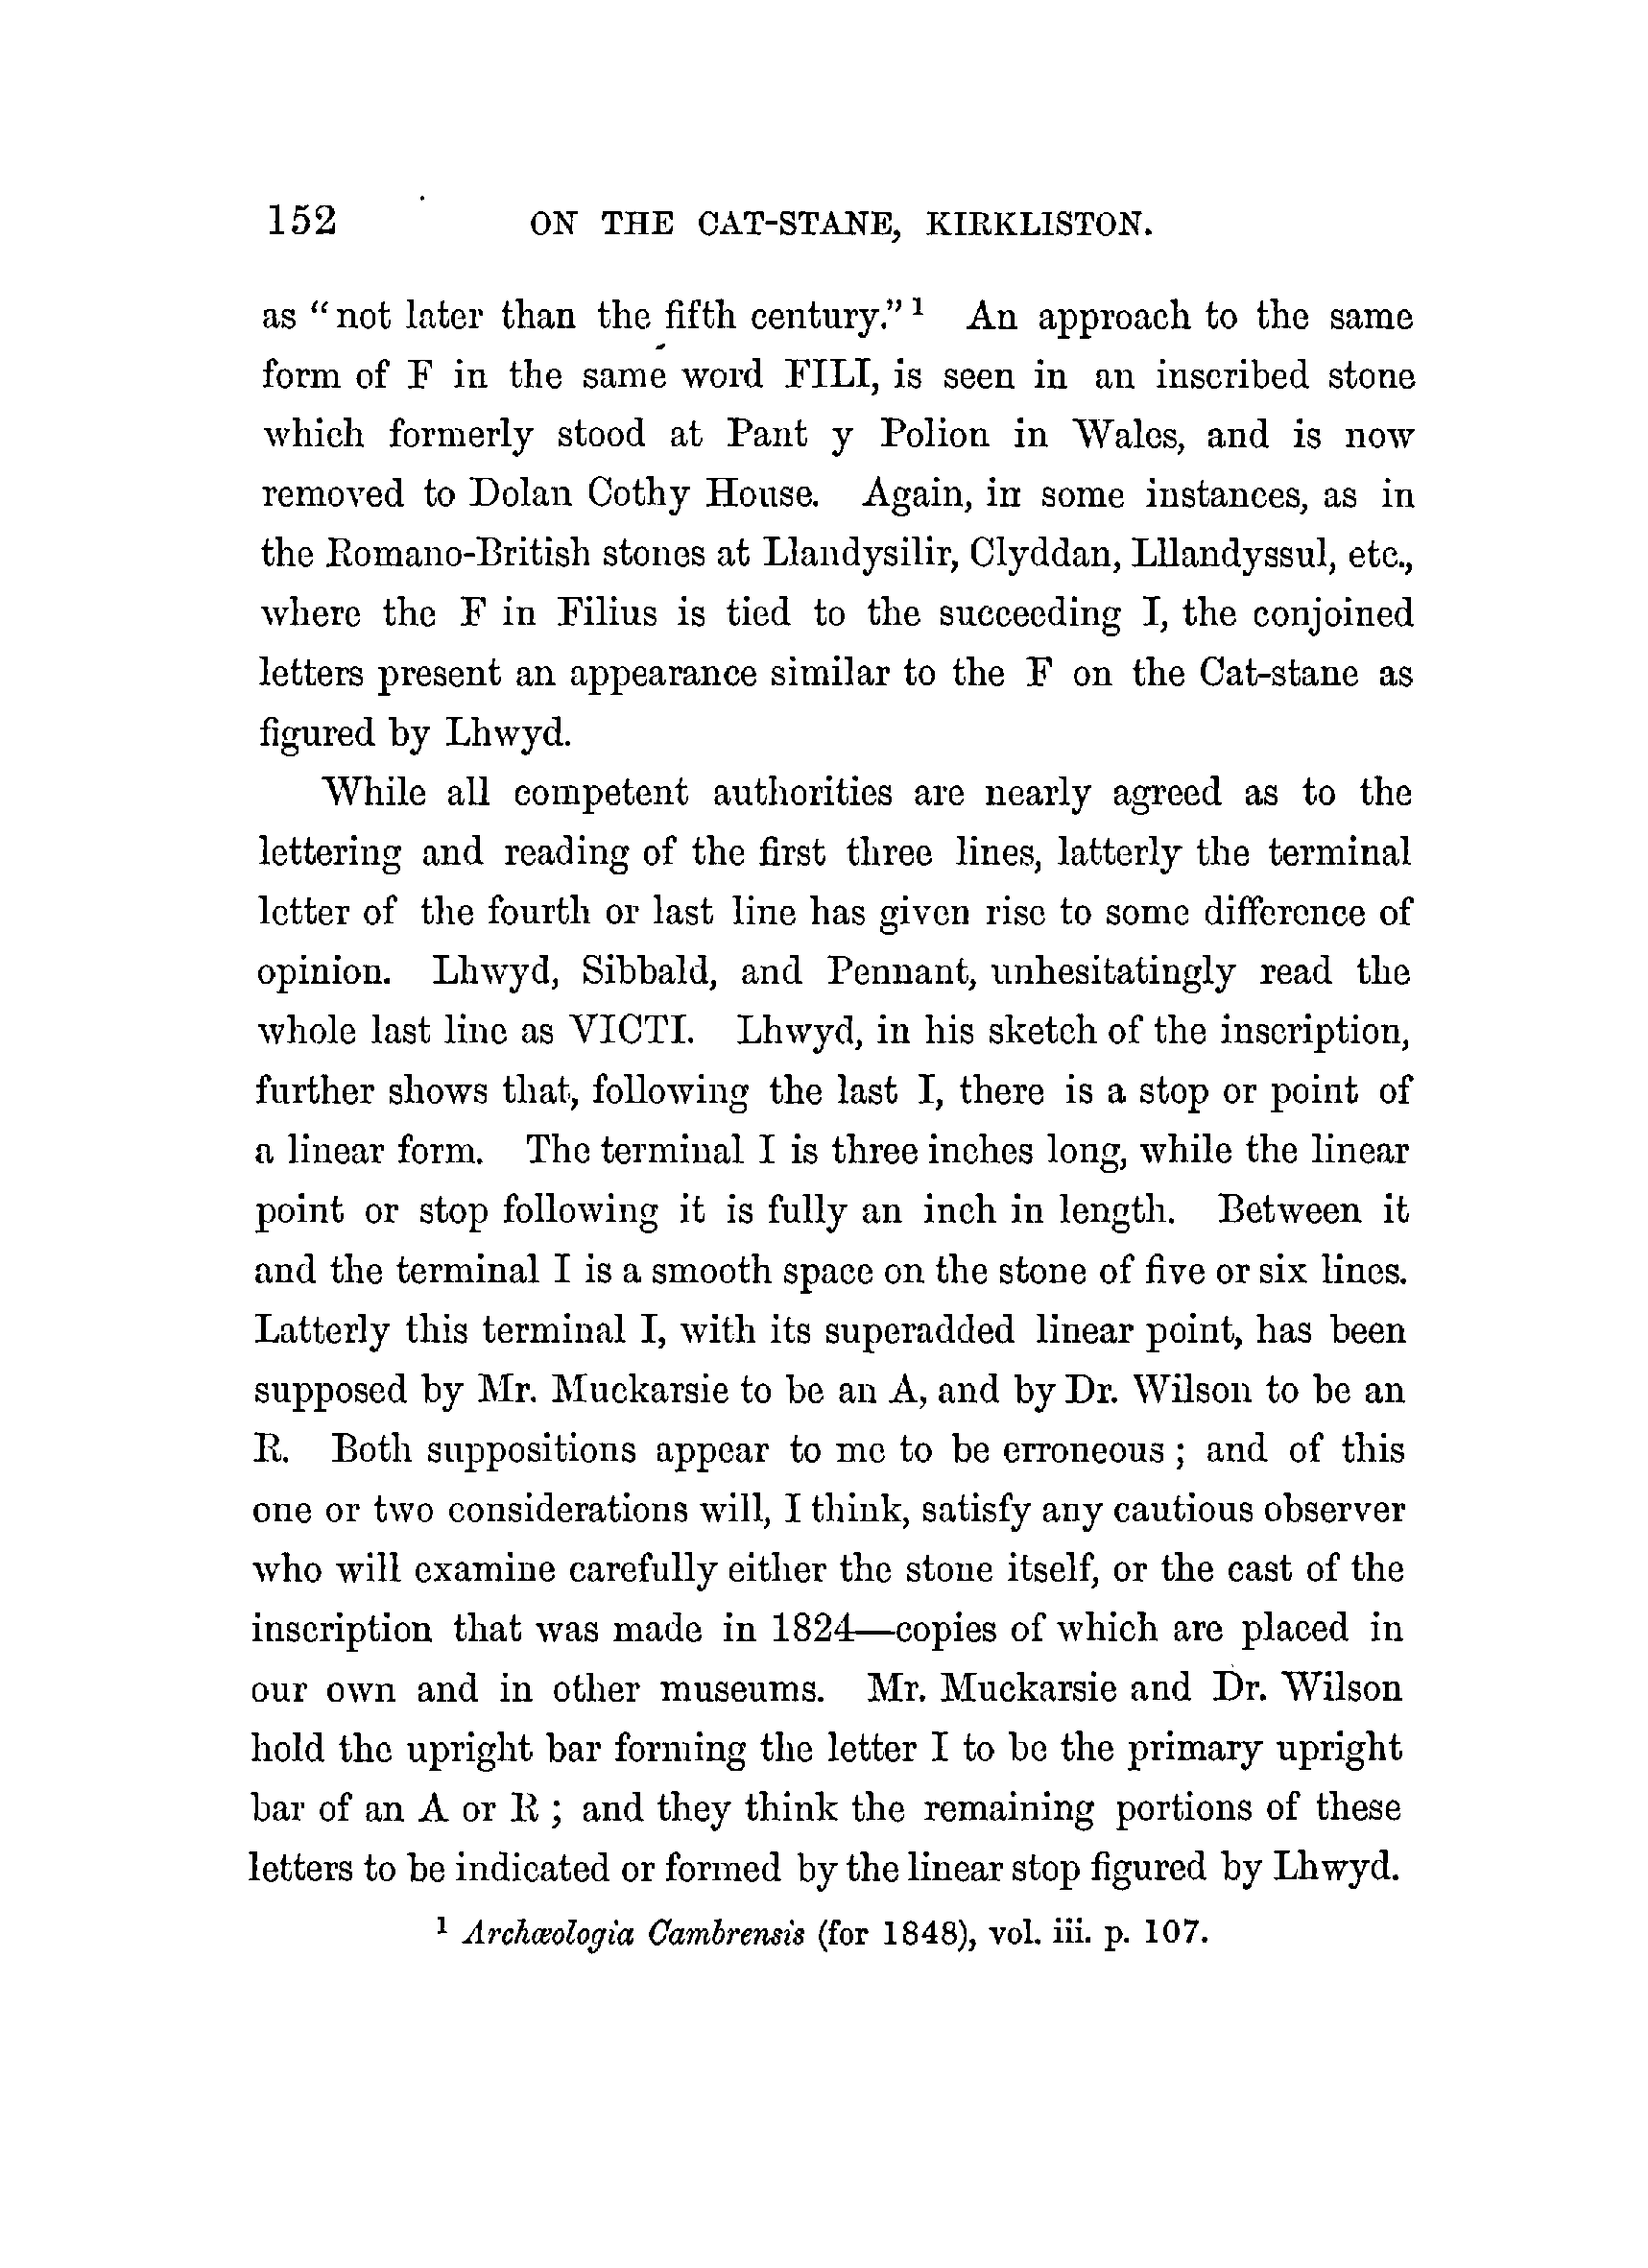 152 ON THE CAT-STANE, KIRKLISTON.
as "not later than the fifth century."¹ An approach to the same
form of F in the same word FILI, is seen in an inscribed stone
which formerly stood at Pant y Polion in Wales, and is now
removed to Dolan Cothy House. Again, in some instances, as in
the Romano-British stones at Llandysilir, Clyddan, Lllandyssul, etc.,
where the F in Filius is tied to the succeeding I, the conjoined
letters present an appearance similar to the F on the Cat-stane as
figured by Lhwyd.
While all competent authorities are nearly agreed as to the
lettering and reading of the first three lines, latterly the terminal
letter of the fourth or last line has given rise to some difference of
opinion. Lhwyd, Sibbald, and Pennant, unhesitatingly read the
whole last line as VICTI. Lhwyd, in his sketch of the inscription,
further shows that, following the last I, there is a stop or point of
a linear form. The terminal I is three inches long, while the linear
point or stop following it is fully an inch in length. Between it
and the terminal I is a smooth space on the stone of five or six lines.
Latterly this terminal I, with its superadded linear point, has been
supposed by Mr. Muckarsie to be an A, and by Dr. Wilson to be an
R. Both suppositions appear to me to be erroneous ; and of this
one or two considerations will, I think, satisfy any cautious observer
who will examine carefully either the stone itself, or the cast of the
inscription that was made in 1824—copies of which are placed in
our own and in other museums. Mr. Muckarsie and Dr. Wilson
hold the upright bar forming the letter I to be the primary upright
bar of an A or R ; and they think the remaining portions of these
letters to be indicated or formed by the linear stop figured by Lhwyd.
¹ Archæologia Cambrensis (for 1848), vol. iii. p. 107.